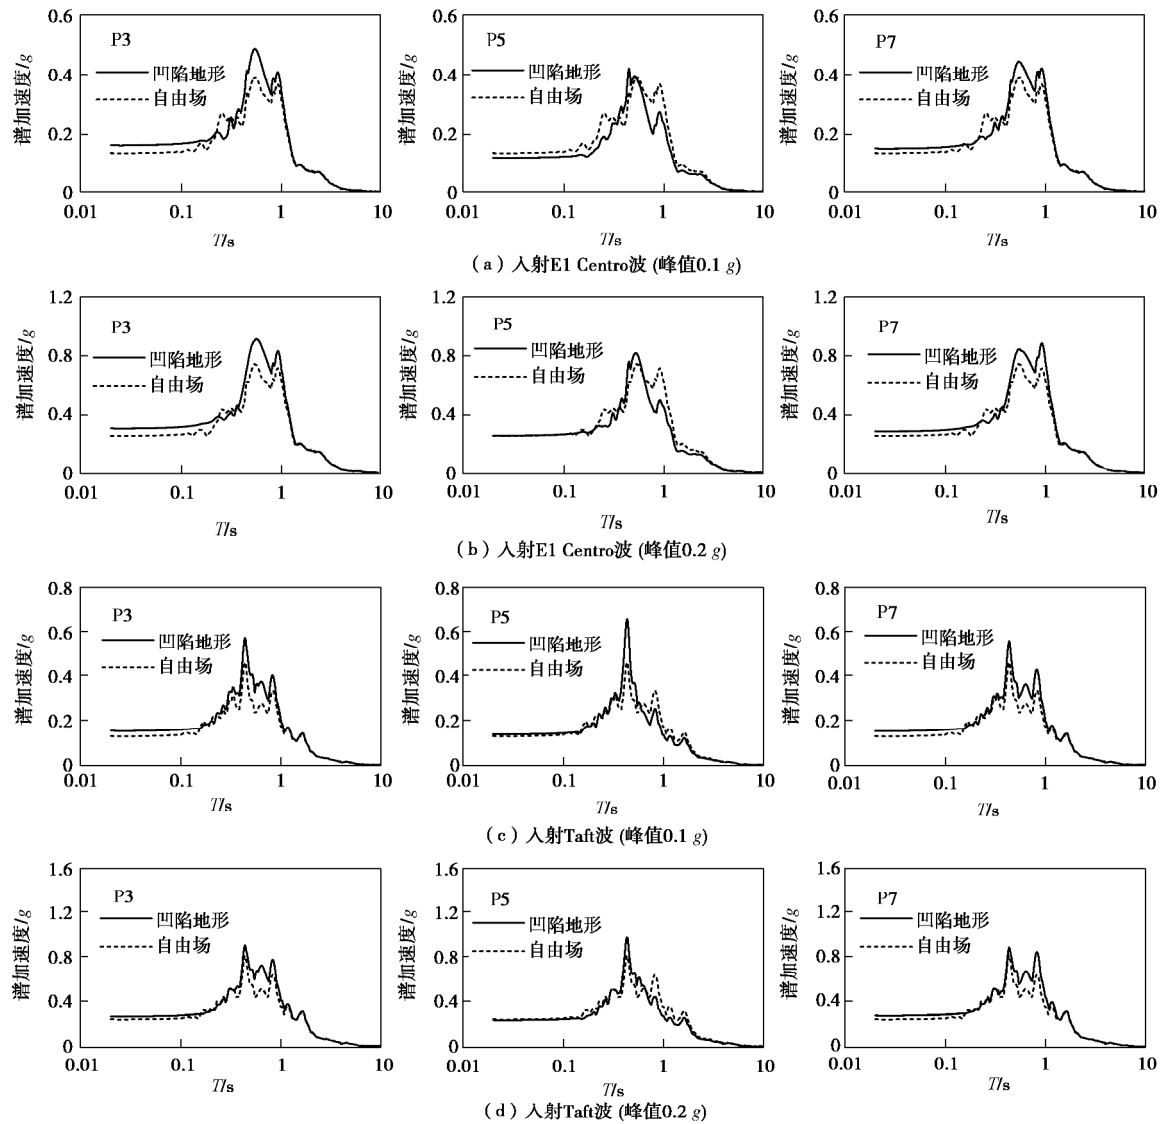 0.6 0.6 0.6
P3 P5 P7
凹陷地形 凹陷地形 凹陷地形
0.4 0.4 0.4
自由场 自由场 自由场
谱加速度/g 谱加速度/g 谱加速度/g
0.2 0.2 0.2
0 0 0
0.01 0.1 1 10 0.01 0.1 1 10 0.01 0.1 1 10
T/s T/s T/s
(a)入射E1 Centro波 (峰值0.1 g)
1.2 1.2 1.2
P3 P5 P7
凹陷地形 凹陷地形 凹陷地形
0.8 0.8 0.8
自由场 自由场 自由场
谱加速度/g 谱加速度/g 谱加速度/g
0.4 0.4 0.4
0 0 0
0.01 0.1 1 10 0.01 0.1 1 10 0.01 0.1 1 10
T/s T/s T/s
(b)入射E1 Centro波 (峰值0.2 g)
0.8 0.8 0.8
P3 P5 P7
0.6 0.6 0.6
凹陷地形 凹陷地形 凹陷地形
自由场 自由场 自由场
谱加速度/g 谱加速度/g 谱加速度/g
0.4 0.4 0.4
0.2 0.2 0.2
0 0 0
0.01 0.1 1 10 0.01 0.1 1 10 0.01 0.1 1 10
T/s T/s T/s
(c)入射Taft波 (峰值0.1 g)
1.6 1.6 1.6
P3 P5 P7
1.2 1.2 1.2
凹陷地形 凹陷地形 凹陷地形
自由场 自由场 自由场
谱加速度/g 谱加速度/g 谱加速度/g
0.8 0.8 0.8
0.4 0.4 0.4
0 0 0
0.01 0.1 1 10 0.01 0.1 1 10 0.01 0.1 1 10
T/s T/s T/s
(d)入射Taft波 (峰值0.2 g)